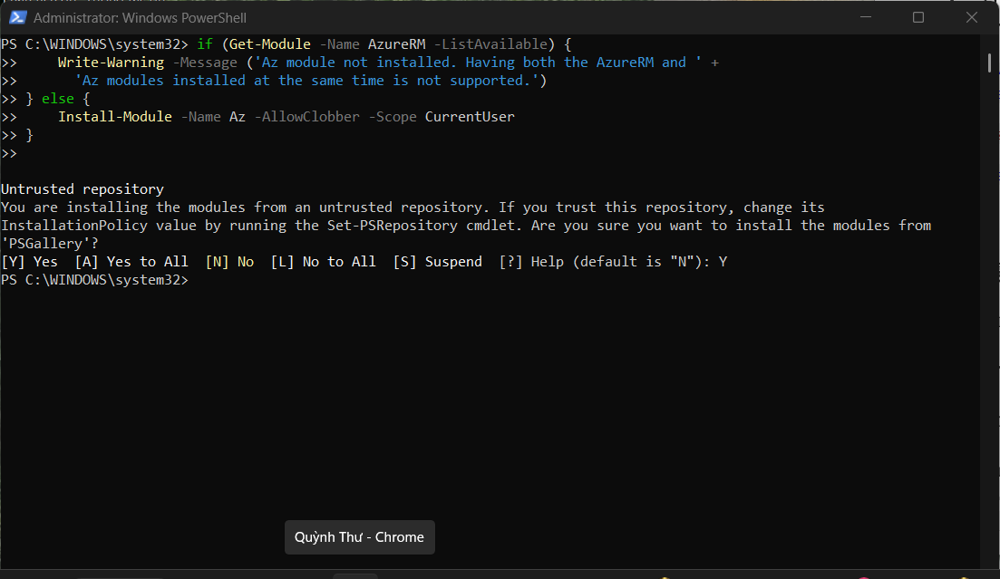 Administrator: Windows PowerShell
PS C:\WINDOWS\system32> if (Get-Module -Name AzureRM -ListAvailable) {
>>     Write-Warning -Message ('Az module not installed. Having both the AzureRM and ' +
>>       'Az modules installed at the same time is not supported.')
>> } else {
>>     Install-Module -Name Az -AllowClobber -Scope CurrentUser
>> }
>>
Untrusted repository
You are installing the modules from an untrusted repository. If you trust this repository, change its
InstallationPolicy value by running the Set-PSRepository cmdlet. Are you sure you want to install the modules from
'PSGallery'?
[Y] Yes  [A] Yes to All  [N] No  [L] No to All  [S] Suspend  [?] Help (default is "N"): Y
PS C:\WINDOWS\system32>
Quỳnh Thư - Chrome